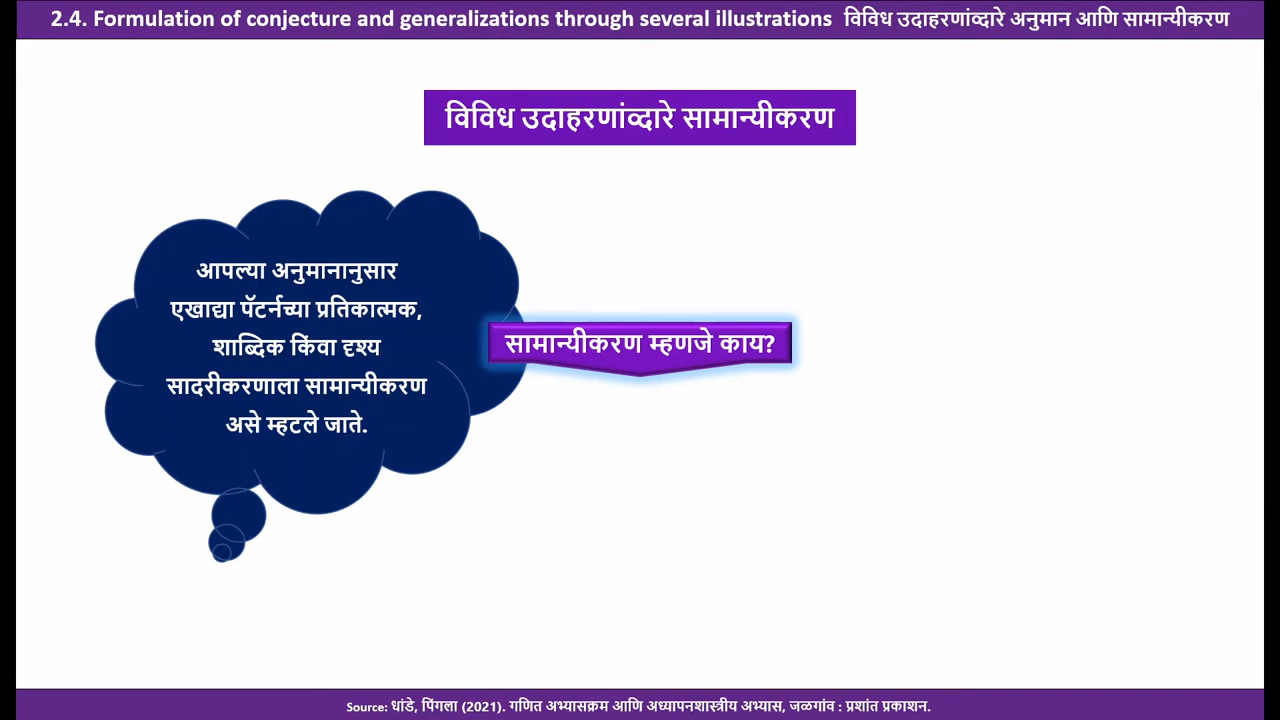 2.4. Formulation of conjecture and generalizations through several illustrations विविध उदाहरणांव्दारे अनुमान आणि सामान्यीकरण
विविध उदाहरणांव्दारे सामान्यीकरण
आपल्या अनुमानानुसार
एखाद्या पॅटर्नच्या प्रतिकात्मक,
शाब्दिक किंवा दृश्य
सादरीकरणाला सामान्यीकरण
असे म्हटले जाते.
सामान्यीकरण म्हणजे काय?
Source: धांडे, पिंगला (2021). गणित अभ्यासक्रम आणि अध्यापनशास्त्रीय अभ्यास, जळगांव : प्रशांत प्रकाशन.